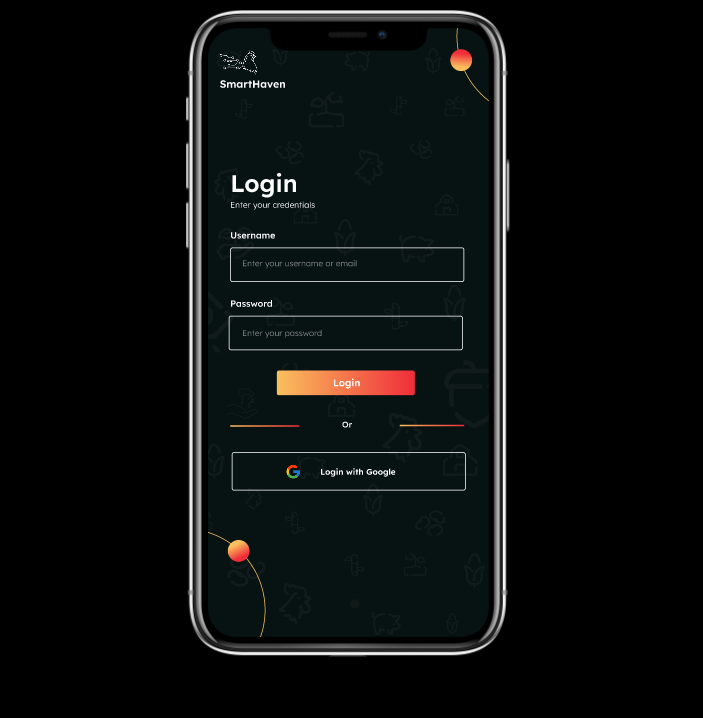 SmartHaven
Login
Enter your credentials
Username
Enter your username or email
Password
Enter your password
Login
Or
Login with Google